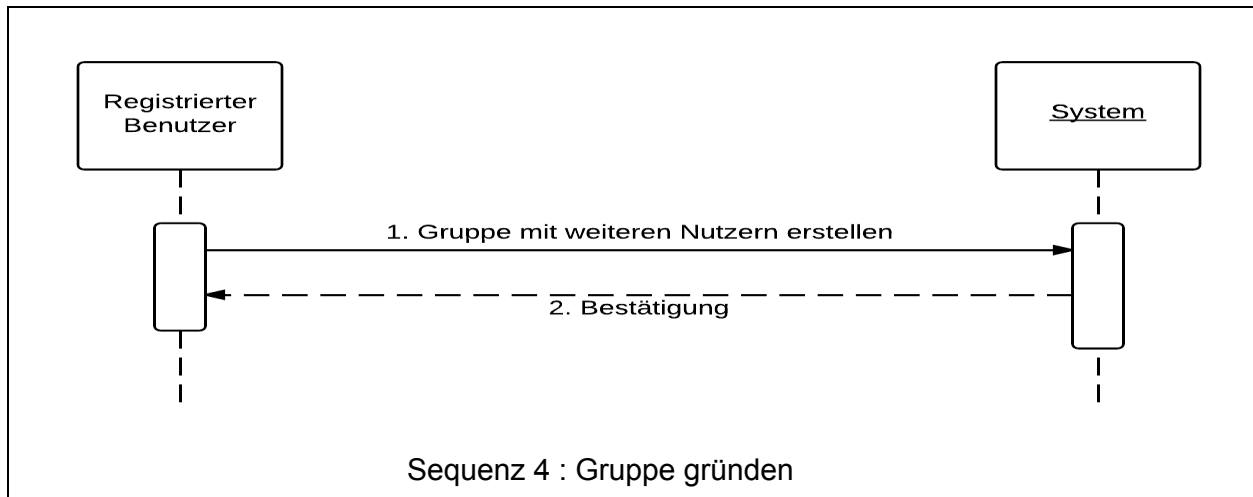 Registrierter
Benutzer
System
1. Gruppe mit weiteren Nutzern erstellen
2. Bestätigung
Sequenz 4 : Gruppe gründen